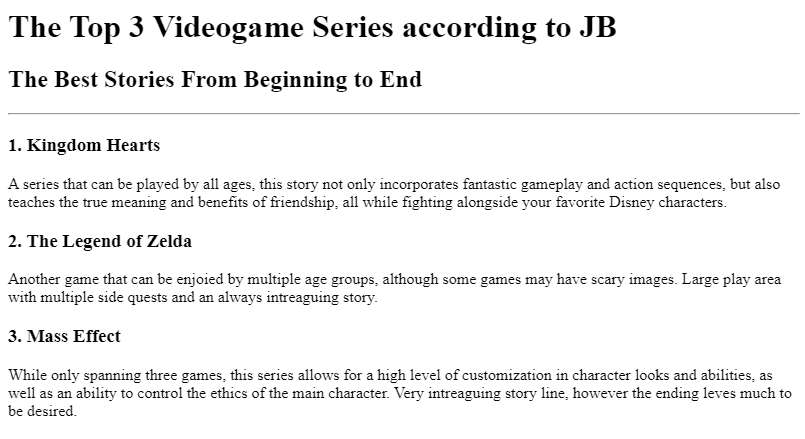 The Top 3 Videogame Series according to JB
The Best Stories From Beginning to End
1. Kingdom Hearts
A series that can be played by all ages, this story not only incorporates fantastic gameplay and action sequences, but also
teaches the true meaning and benefits of friendship, all while fighting alongside your favorite Disney characters.
2. The Legend of Zelda
Another game that can be enjoied by multiple age groups, although some games may have scary images. Large play area
with multiple side quests and an always intreaguing story.
3. Mass Effect
While only spanning three games, this series allows for a high level of customization in character looks and abilities, as
well as an ability to control the ethics of the main character. Very intreaguing story line, however the ending leves much to
be desired.